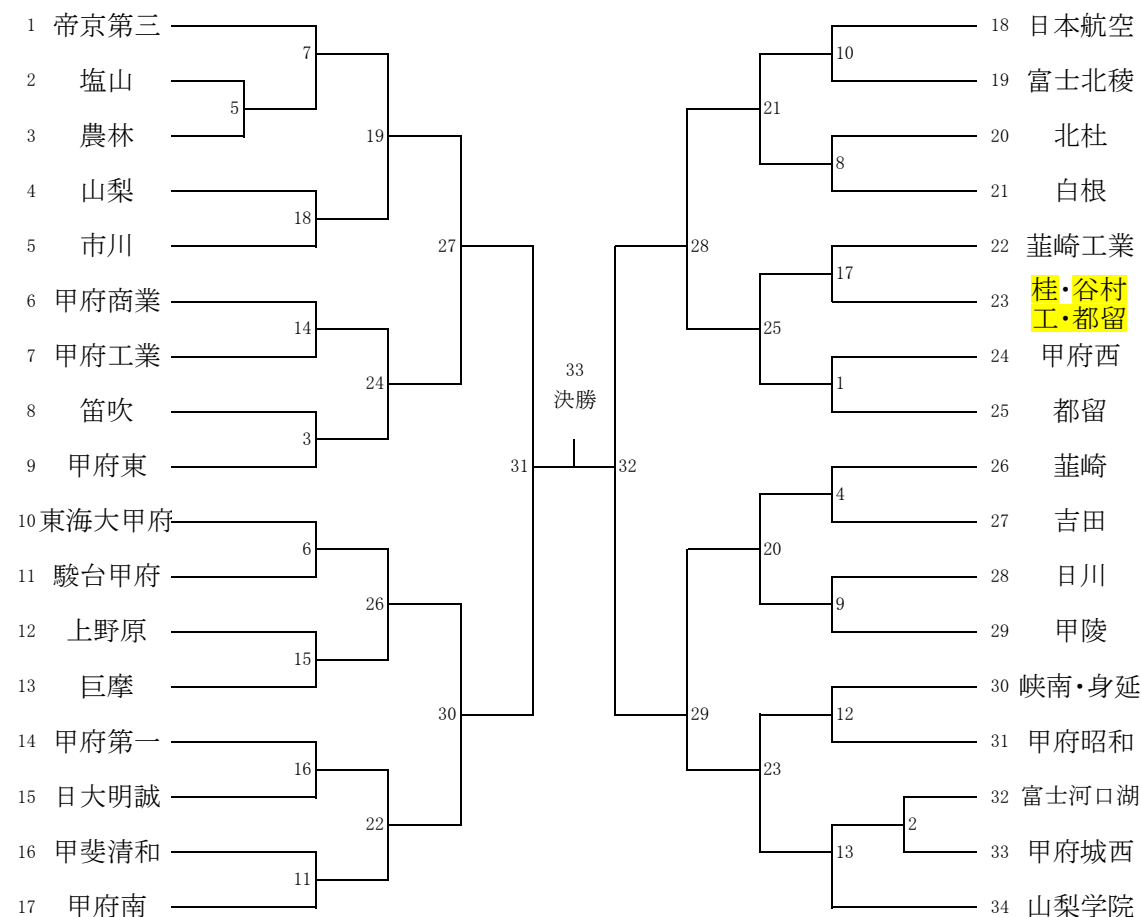 1 帝京第三
2 塩山
3 農林
4 山梨
5 市川
6 甲府商業
7 甲府工業
8 笛吹
9 甲府東
10 東海大甲府
11 駿台甲府
12 上野原
13 巨摩
14 甲府第一
15 日大明誠
16 甲斐清和
17 甲府南
7
5
19
18
27
14
24
3
31
6
26
15
30
16
22
11
33
決勝
32
10
21
8
28
17
25
1
4
20
9
29
12
23
2
13
18 日本航空
19 富士北稜
20 北杜
21 白根
22 韮崎工業
23 桂・谷村
工・都留
24 甲府西
25 都留
26 韮崎
27 吉田
28 日川
29 甲陵
30 峡南・身延
31 甲府昭和
32 富士河口湖
33 甲府城西
34 山梨学院